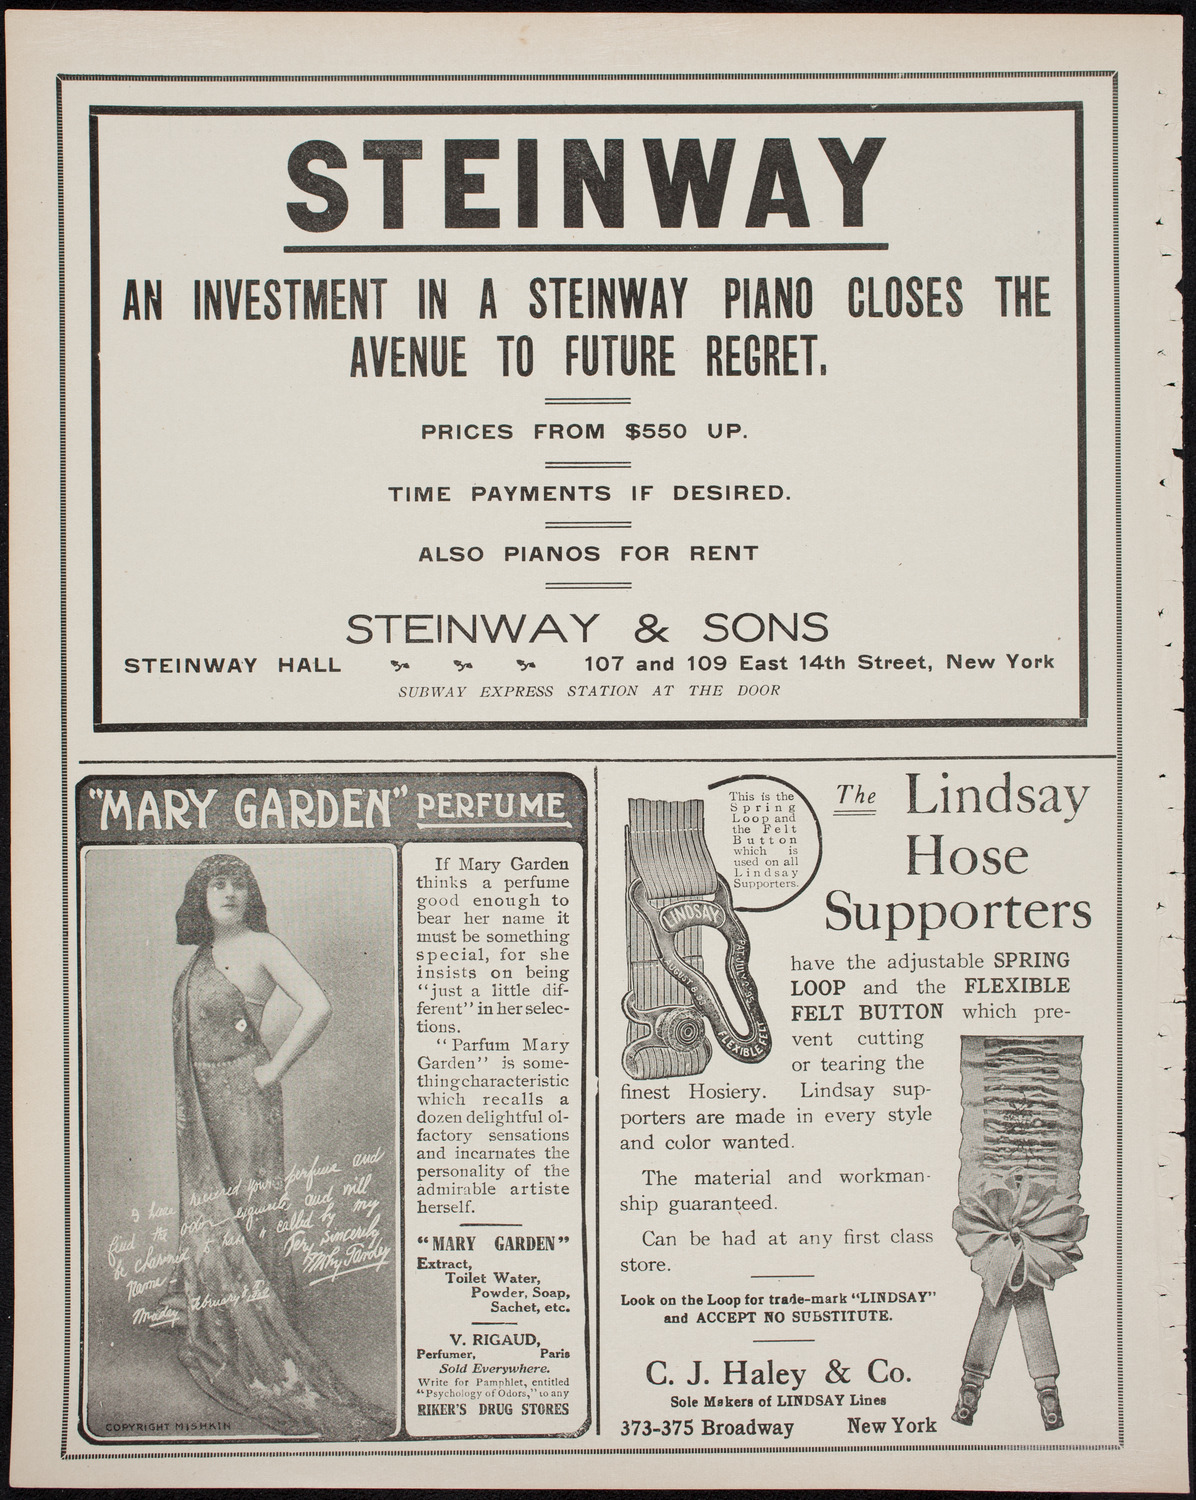 STEINWAY
AN INVESTMENT IN A STEINWAY PIANO CLOSES THE
AVENUE TO FUTURE REGRET.
PRICES FROM $550 UP.
TIME PAYMENTS IF DESIRED.
ALSO PIANOS FOR RENT
STEINWAY & SONS
STEINWAY HALL 107 and 109 East 14th Street, New York
SUBWAY EXPRESS STATION AT THE DOOR
"MARY GARDEN" PERFUME
I have received your perfume and
find the odor exquisite and will
be charmed to have it called by my
Name—
Very Sincerely
Mary Garden
Monday February 8th
COPYRIGHT MISHKIN
If Mary Garden
thinks a perfume
good enough to
bear her name it
must be something
special, for she
insists on being
"just a little dif-
ferent" in her selec-
tions.
"Parfum Mary
Garden" is some-
thing characteristic
which recalls a
dozen delightful ol-
factory sensations
and incarnates the
personality of the
admirable artiste
herself.
"MARY GARDEN"
Extract,
Toilet Water,
Powder, Soap,
Sachet, etc.
V. RIGAUD,
Perfumer, Paris
Sold Everywhere.
Write for Pamphlet, entitled
"Psychology of Odors," to any
RIKER'S DRUG STORES
This is the
Spring
Loop and
the Felt
Button
which is
used on all
Lindsay
Supporters.
LINDSAY
FLEXIBLE FELT
The Lindsay
Hose
Supporters
have the adjustable SPRING
LOOP and the FLEXIBLE
FELT BUTTON which pre-
vent cutting
or tearing the
finest Hosiery. Lindsay sup-
porters are made in every style
and color wanted.
The material and workman-
ship guaranteed.
Can be had at any first class
store.
Look on the Loop for trade-mark "LINDSAY"
and ACCEPT NO SUBSTITUTE.
C. J. Haley & Co.
Sole Makers of LINDSAY Lines
373-375 Broadway New York